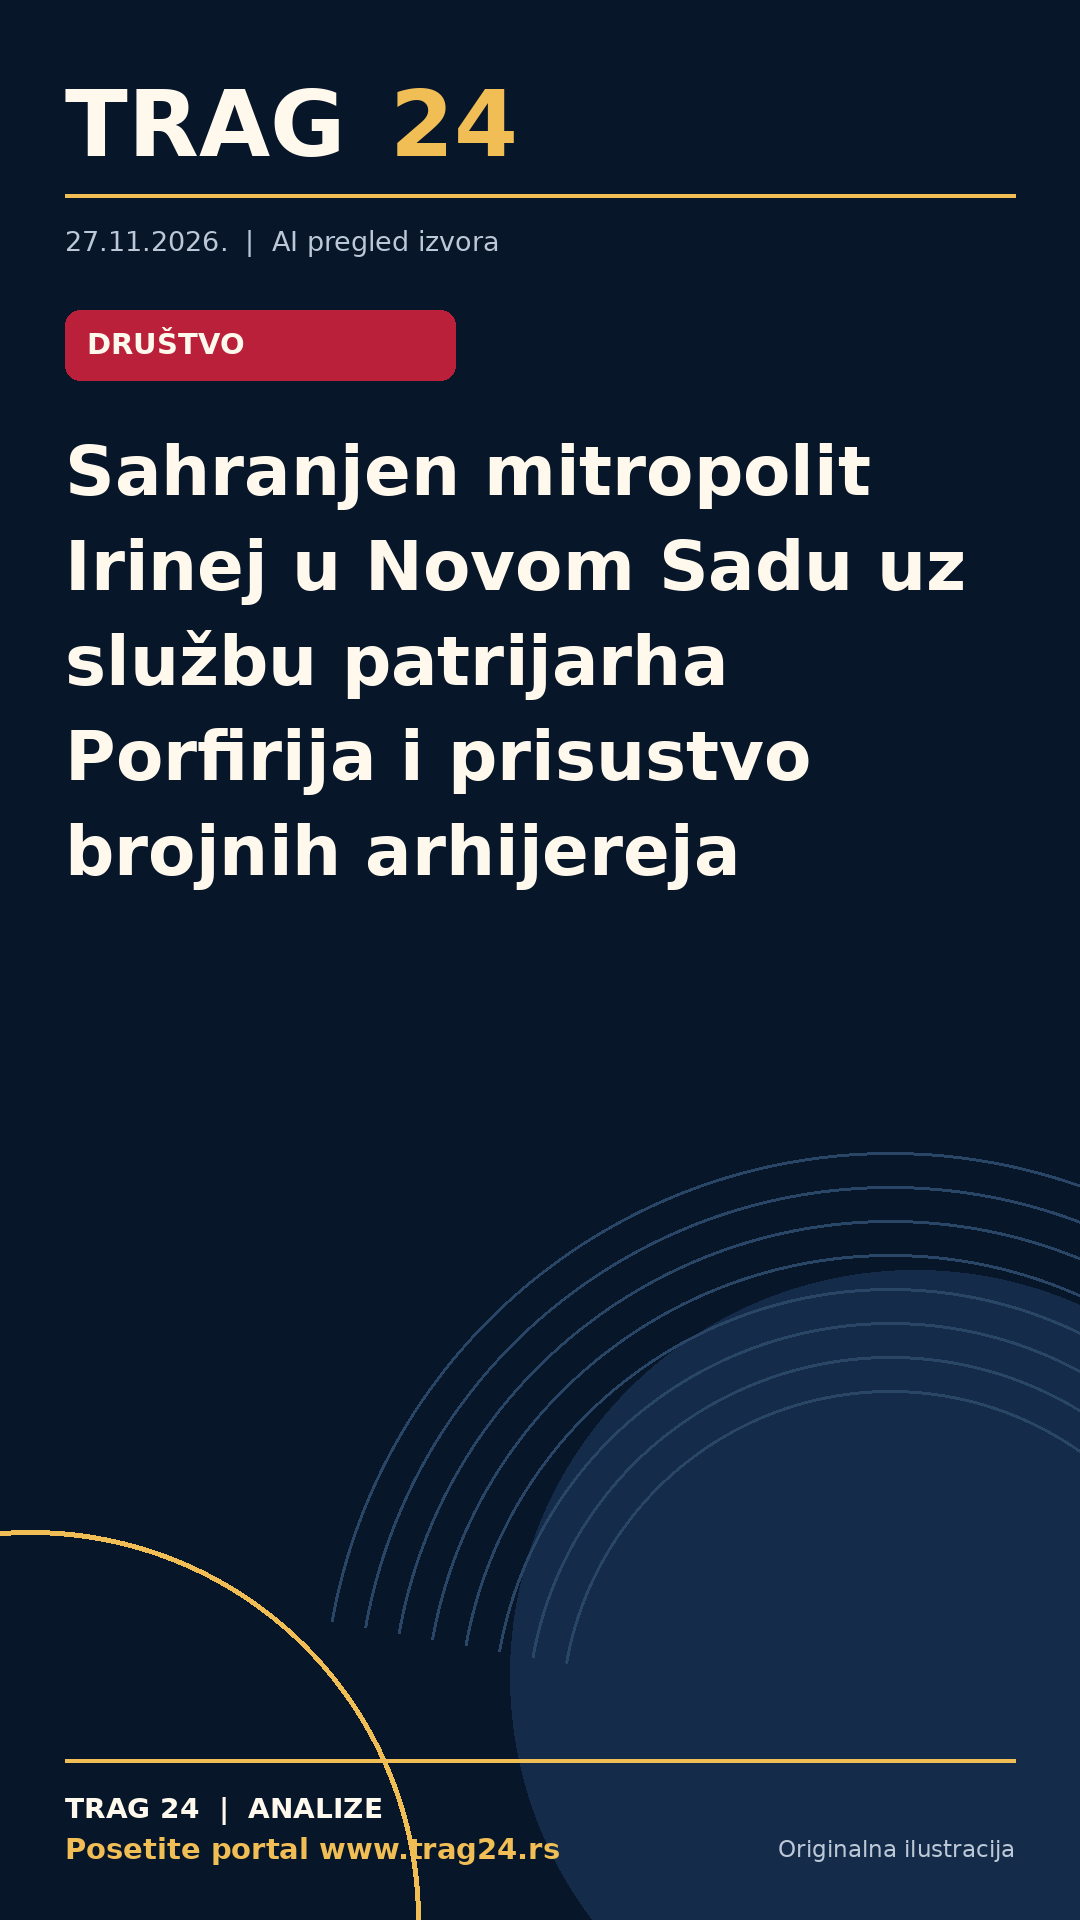 TRAG 24
27.11.2026. | AI pregled izvora
DRUŠTVO
Sahranjen mitropolit
Irinej u Novom Sadu uz
službu patrijarha
Porfirija i prisustvo
brojnih arhijereja
TRAG 24 | ANALIZE
Posetite portal www.trag24.rs
Originalna ilustracija